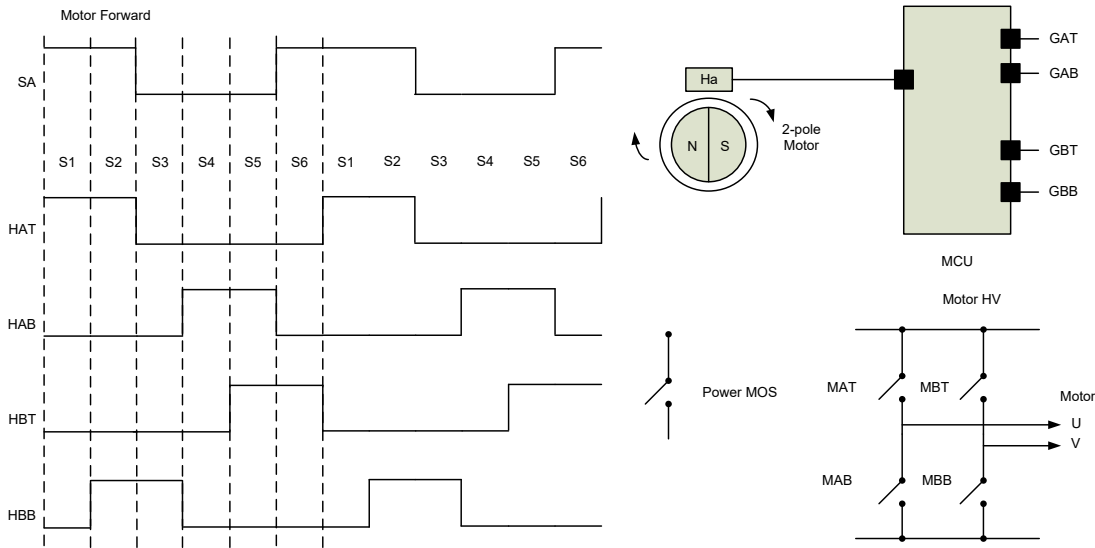 Motor Forward
SA
S1 S2 S3 S4 S5 S6 S1 S2 S3 S4 S5 S6
HAT
HAB
HBT
HBB
Ha
N S
2-pole
Motor
GAT
GAB
GBT
GBB
MCU
Power MOS
Motor HV
MAT MBT
Motor
U
V
MAB MBB